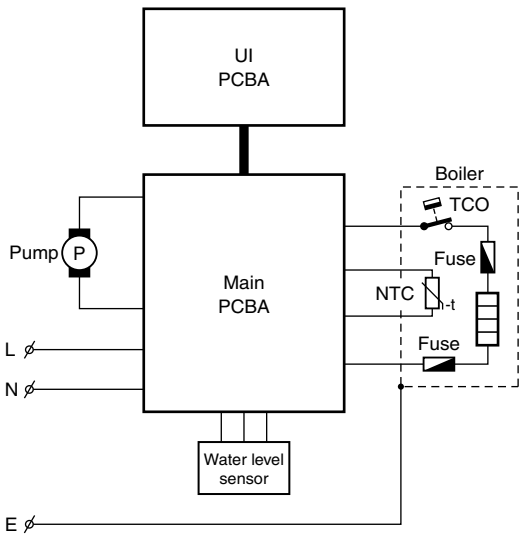 UI
PCBA
Boiler
TCO
Pump
P
Fuse
Main
PCBA
NTC
-t
L
Fuse
N
Water level
sensor
E